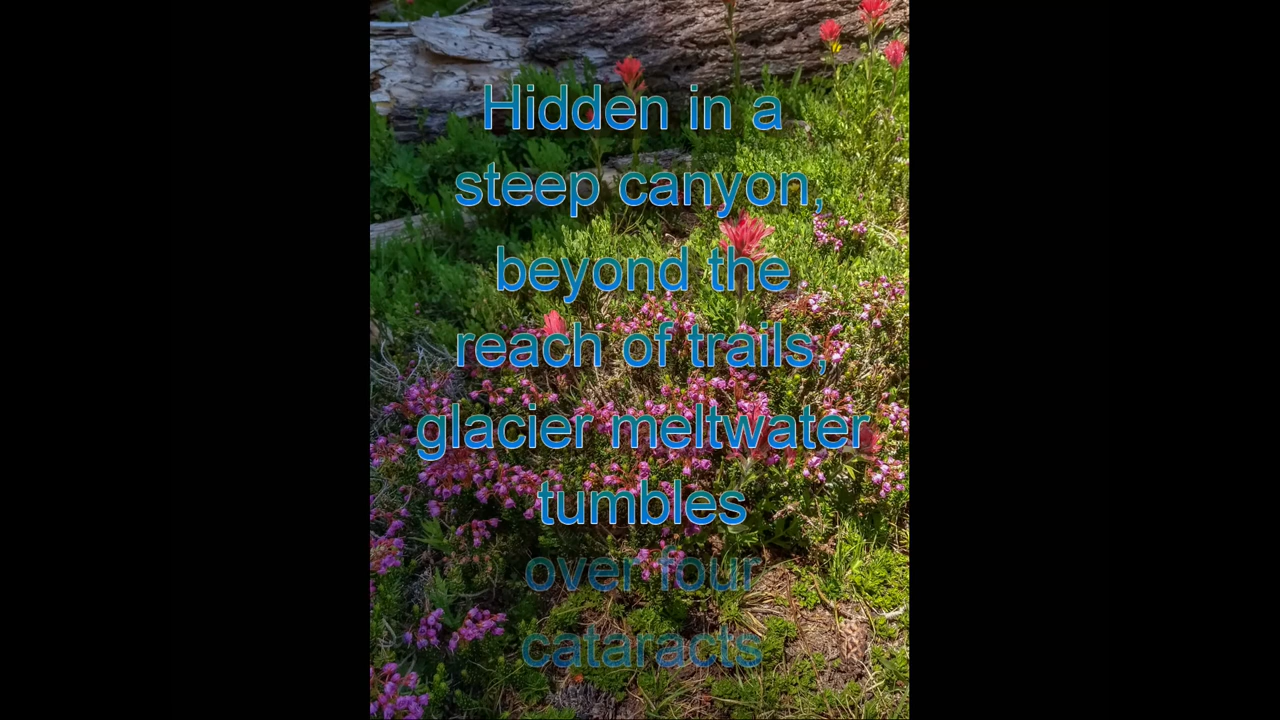 Hidden in a
steep canyon,
beyond the
reach of trails,
glacier meltwater
tumbles
over four
cataracts